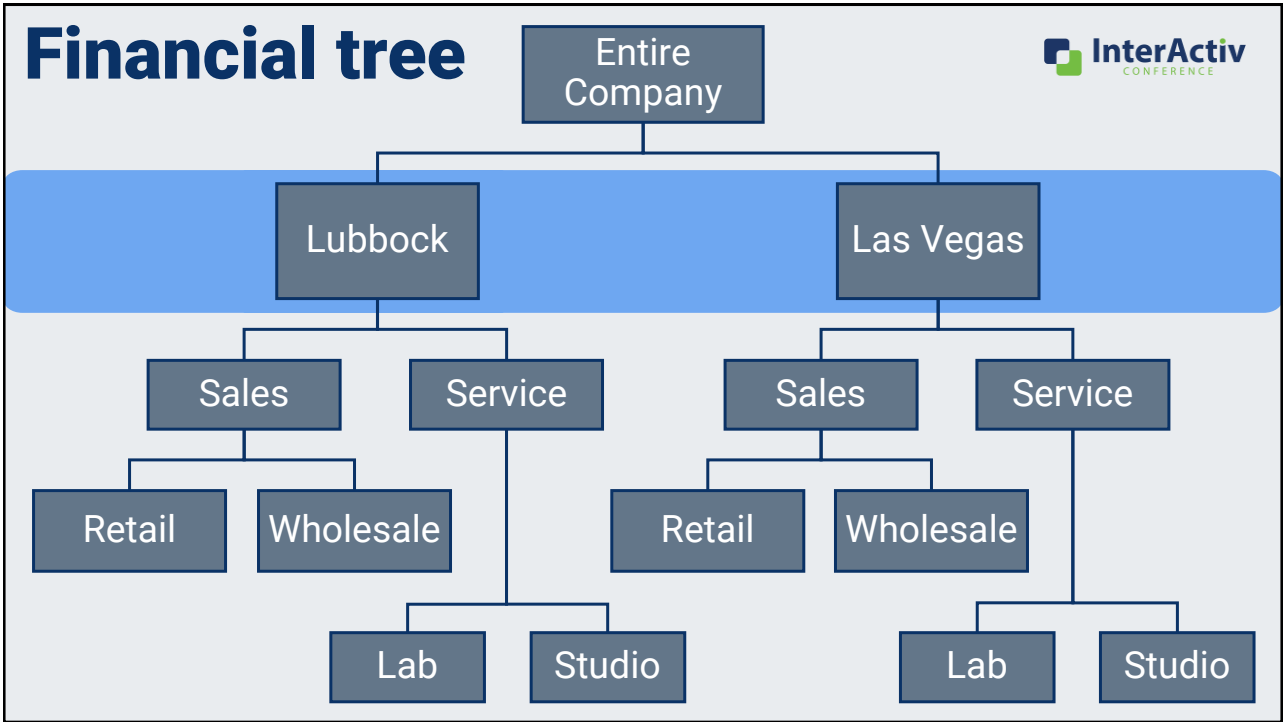 Financial tree
Entire
Company
InterActiv
CONFERENCE
Lubbock
Las Vegas
Sales
Service
Sales
Service
Retail
Wholesale
Retail
Wholesale
Lab
Studio
Lab
Studio